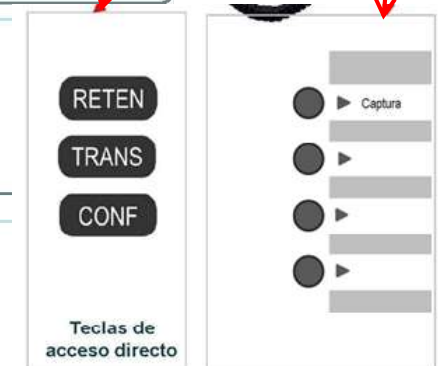 RETEN
TRANS
CONF
Teclas de
acceso directo
Captura